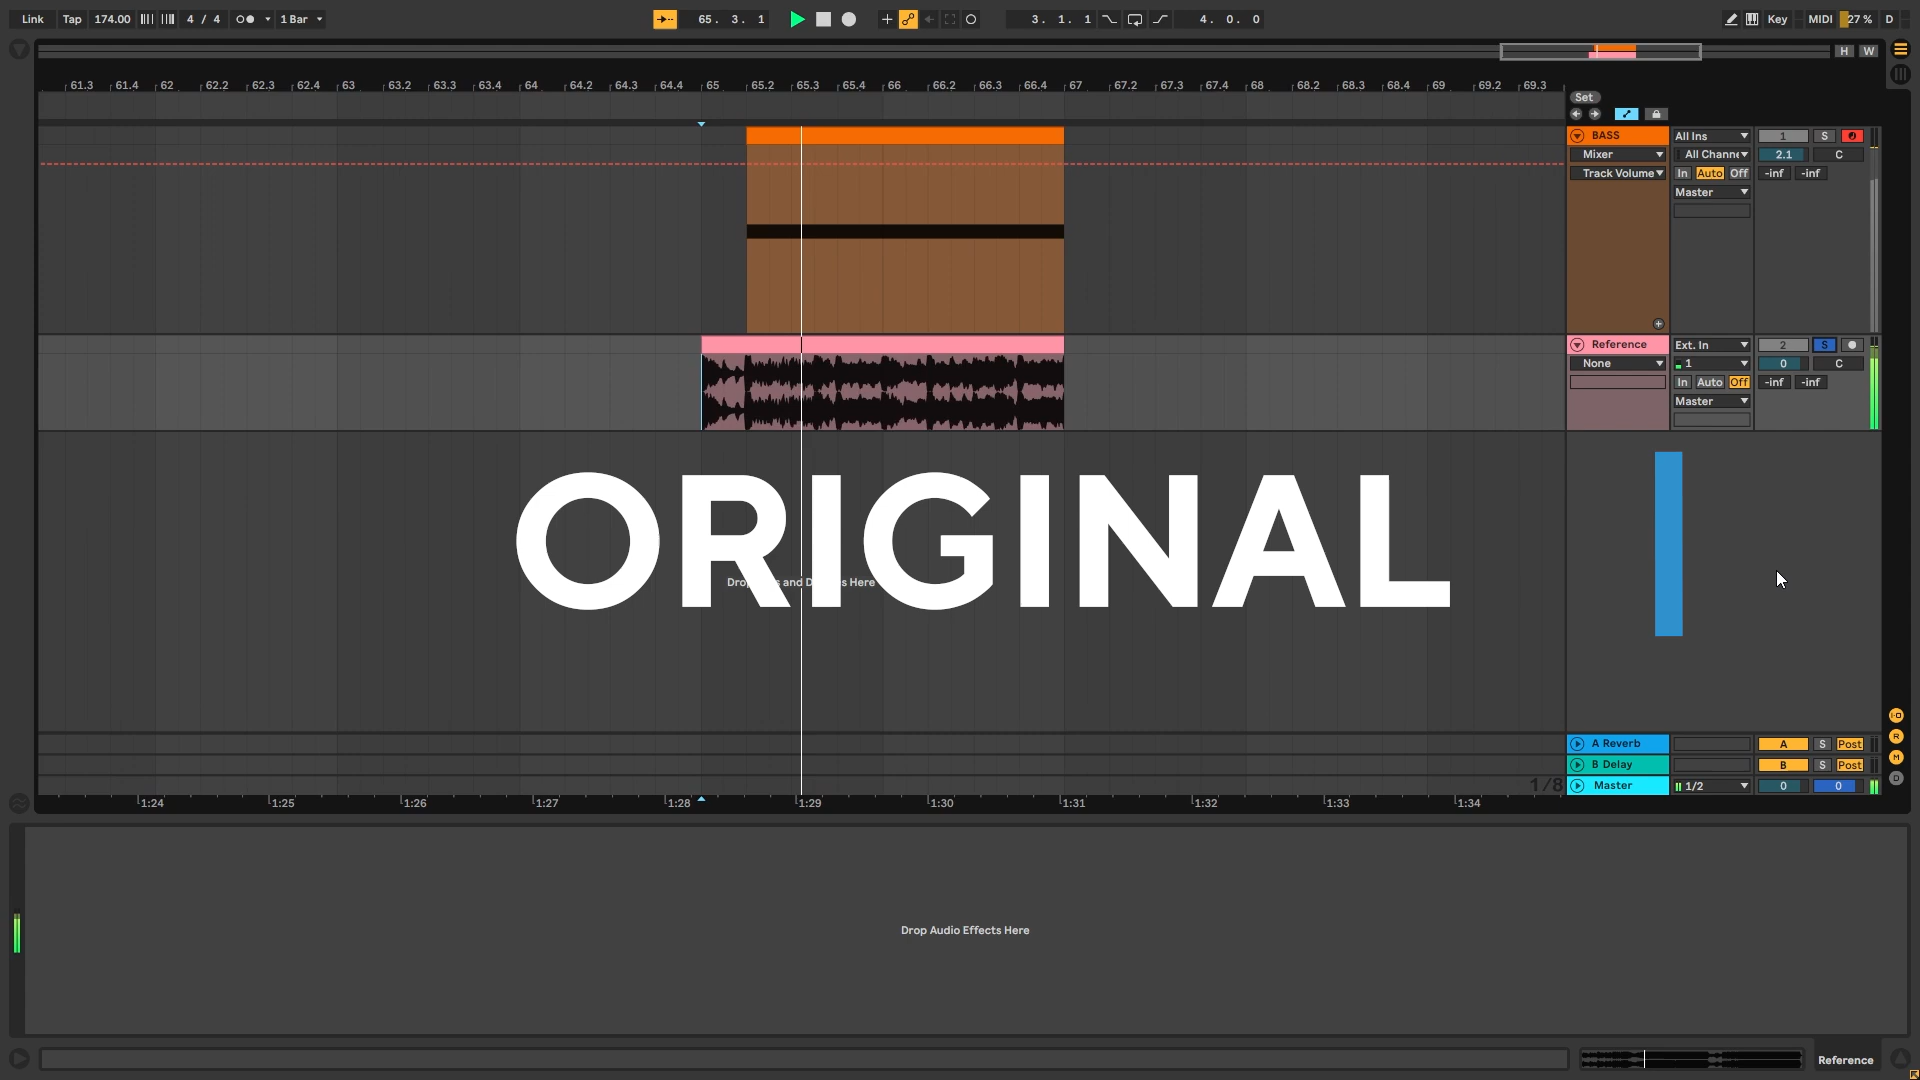 Link Tap 174.00 4 / 4 1 Bar 65. 3. 1 3. 1. 1 4. 0. 0 Key MIDI 27 % D
H W
61.3 61.4 62 62.2 62.3 62.4 63 63.2 63.3 63.4 64 64.2 64.3 64.4 65 65.2 65.3 65.4 66 66.2 66.3 66.4 67 67.2 67.3 67.4 68 68.2 68.3 68.4 69 69.2 69.3
Set
BASS All Ins 1 S
Mixer All Channe 2.1 C
Track Volume In Auto Off -inf -inf
Master
Reference Ext. In 2 S
None 1 0 C
In Auto Off -inf -inf
Master
ORIGINAL
I-O
R
M
D
A Reverb A S Post
B Delay B S Post
1/8 Master 1/2 0 0
1:24 1:25 1:26 1:27 1:28 1:29 1:30 1:31 1:32 1:33 1:34
Drop Audio Effects Here
Reference